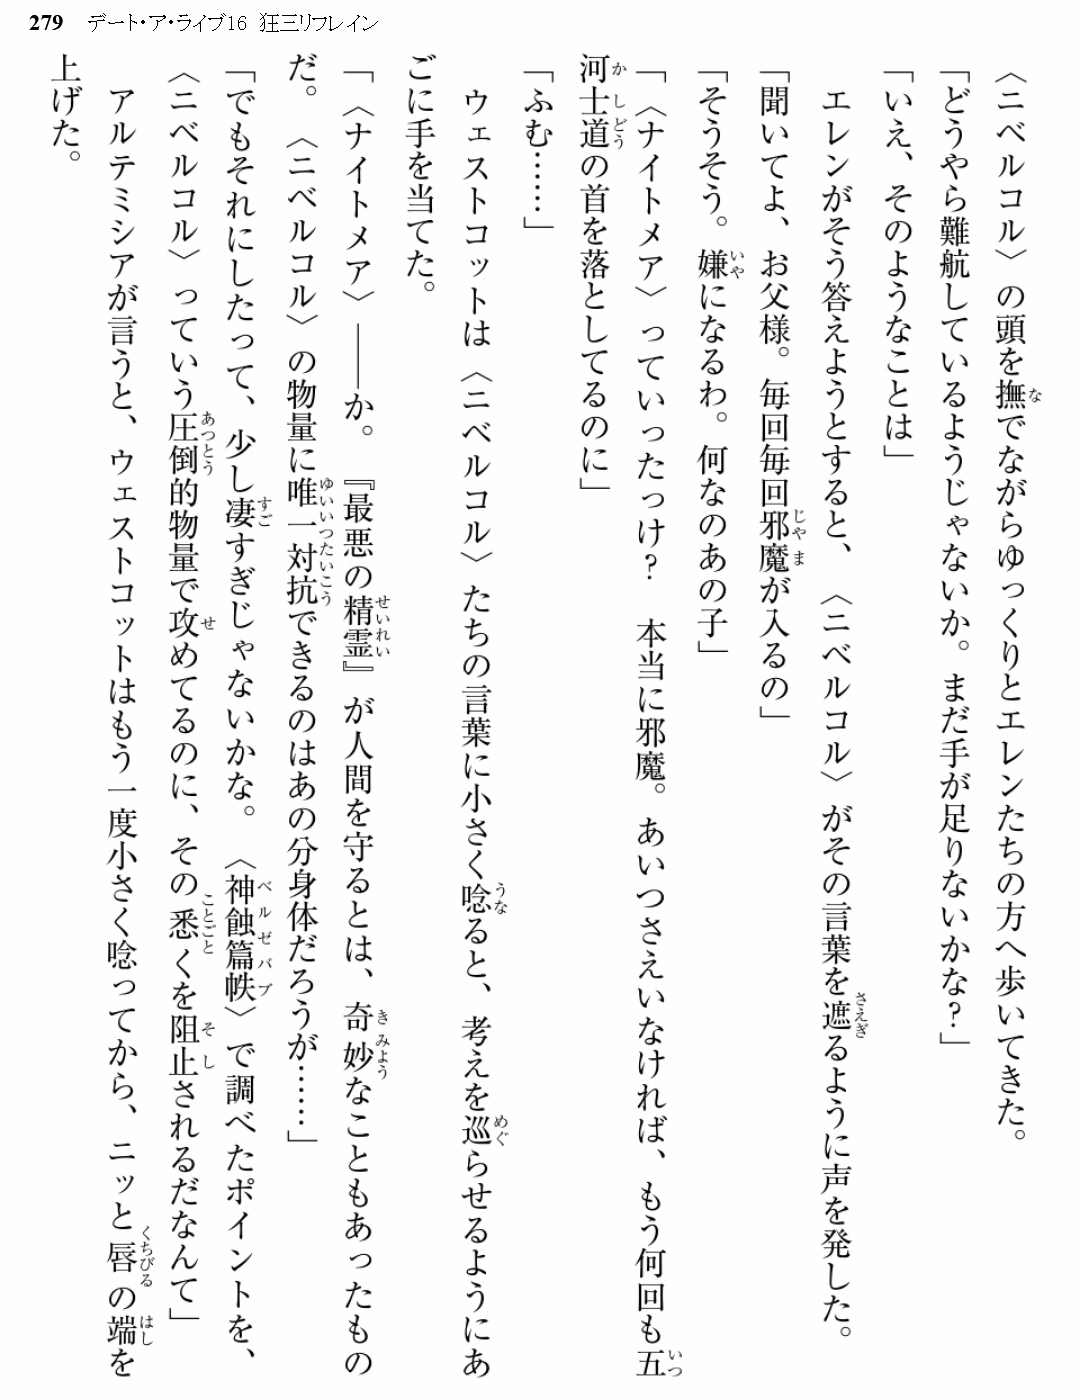 279 デート・ア・ライブ16 狂三リフレイン
〈ニベルコル〉の頭を撫でながらゆっくりとエレンたちの方へ歩いてきた。
「どうやら難航しているようじゃないか。まだ手が足りないかな?」
「いえ、そのようなことは」
エレンがそう答えようとすると、〈ニベルコル〉がその言葉を遮るように声を発した。
「聞いてよ、お父様。毎回毎回邪魔が入るの」
「そうそう。嫌になるわ。何なのあの子」
「〈ナイトメア〉っていったっけ? 本当に邪魔。あいつさえいなければ、もう何回も五
河士道の首を落としてるのに」
「ふむ……」
ウェストコットは〈ニベルコル〉たちの言葉に小さく唸ると、考えを巡らせるようにあ
ごに手を当てた。
「〈ナイトメア〉――か。『最悪の精霊』が人間を守るとは、奇妙なこともあったもの
だ。〈ニベルコル〉の物量に唯一対抗できるのはあの分身体だろうが……」
「でもそれにしたって、少し凄すぎじゃないかな。〈神蝕篇帙〉で調べたポイントを、
〈ニベルコル〉っていう圧倒的物量で攻めてるのに、その悉くを阻止されるだなんて」
アルテミシアが言うと、ウェストコットはもう一度小さく唸ってから、ニッと唇の端を
上げた。